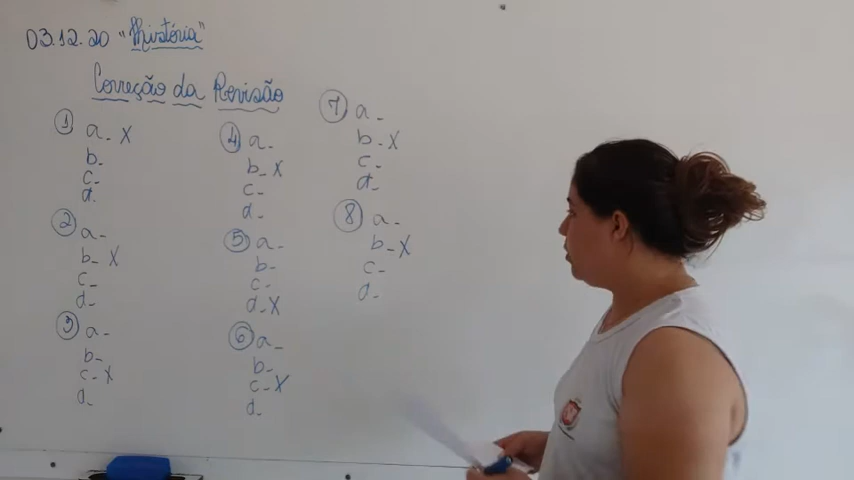 03.12.20 "História"
Correção da Revisão
1 a - X
b -
c -
d -
2 a -
b - X
c -
d -
3 a -
b -
c - X
d -
4 a -
b - X
c -
d -
5 a -
b -
c -
d - X
6 a -
b -
c - X
d -
7 a -
b - X
c -
d -
8 a -
b - X
c -
d -